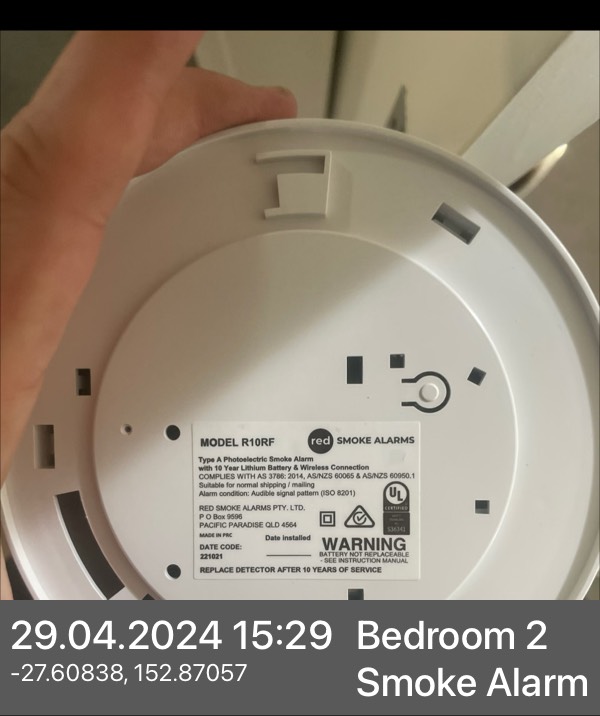 MODEL R10RF
red SMOKE ALARMS
Type A Photoelectric Smoke Alarm
with 10 Year Lithium Battery & Wireless Connection
COMPLIES WITH AS 3786: 2014, AS/NZS 60065 & AS/NZS 60950.1
Suitable for normal shipping / mailing
Alarm condition: Audible signal pattern (ISO 8201)
RED SMOKE ALARMS PTY. LTD.
P O Box 9596
PACIFIC PARADISE QLD 4564
MADE IN PRC
DATE CODE:
221021
Date installed
UL
CERTIFIED
WARNING
BATTERY NOT REPLACEABLE
- SEE INSTRUCTION MANUAL
REPLACE DETECTOR AFTER 10 YEARS OF SERVICE
29.04.2024 15:29
-27.60838, 152.87057
Bedroom 2
Smoke Alarm